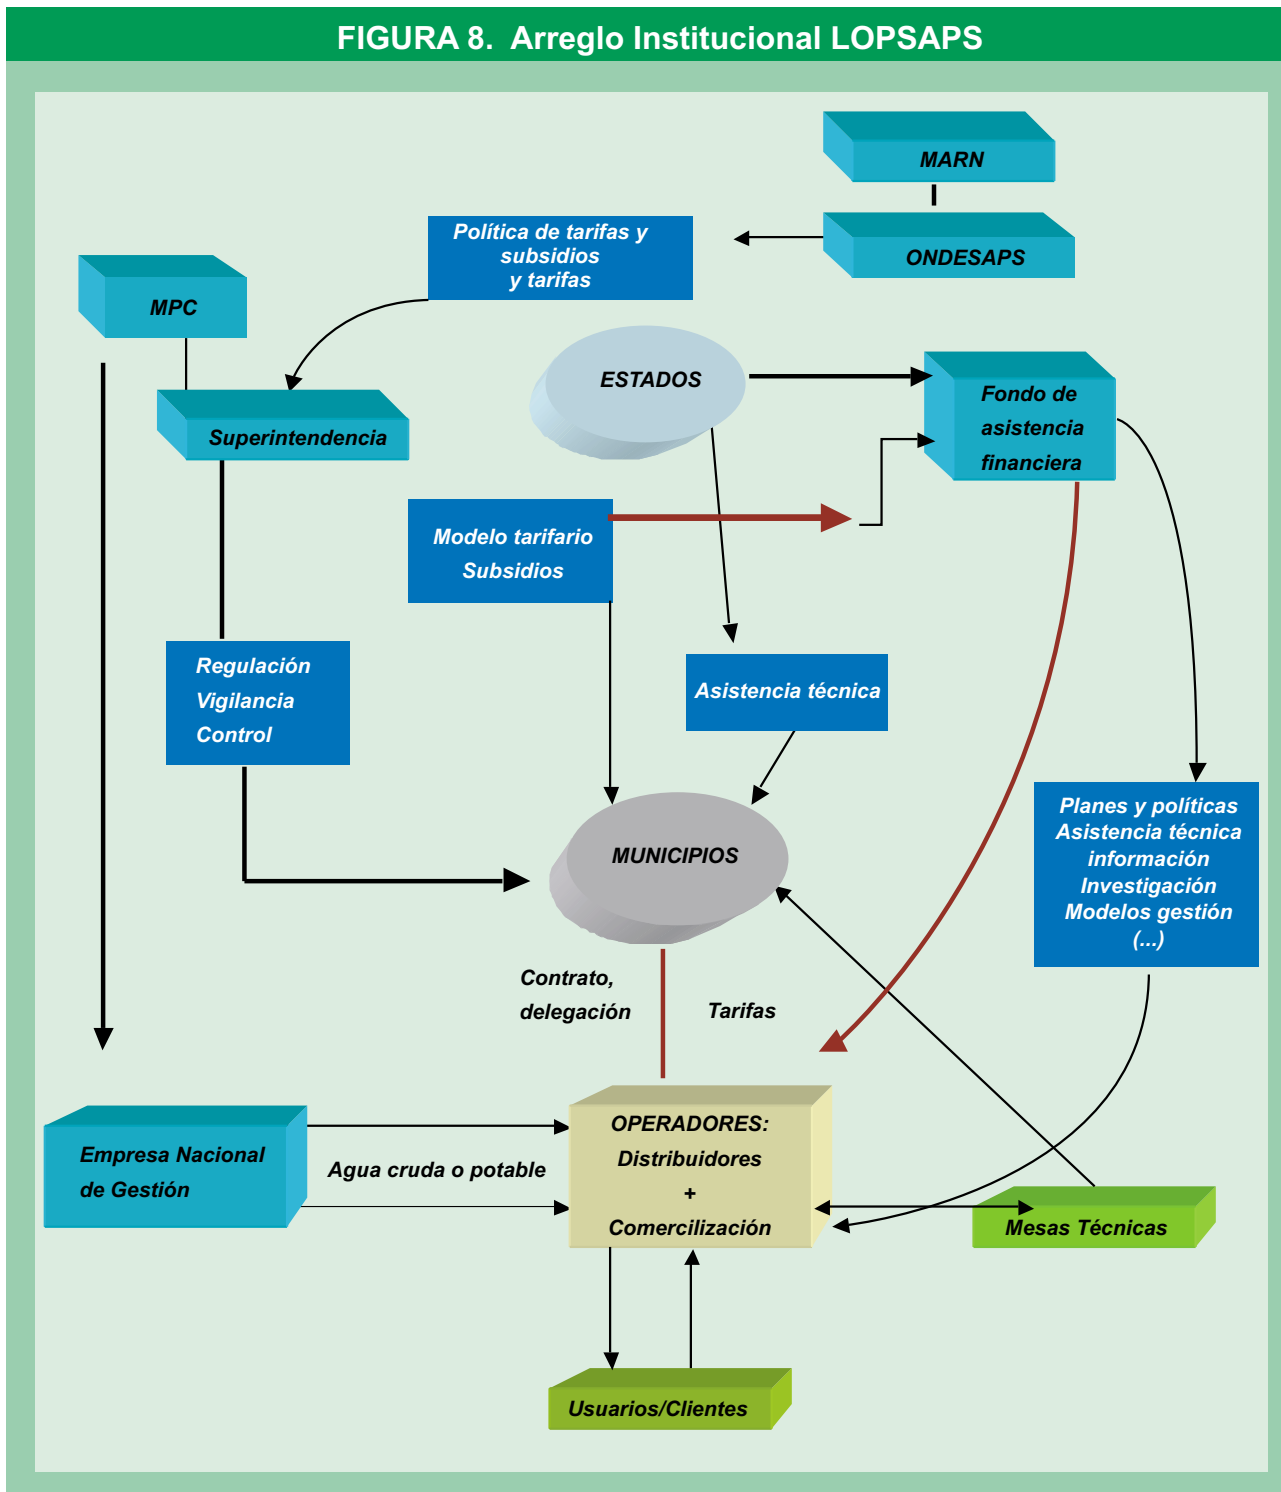 FIGURA 8. Arreglo Institucional LOPSAPS
MARN
ONDESAPS
Política de tarifas y
subsidios
y tarifas
MPC
Superintendencia
ESTADOS
Fondo de
asistencia
financiera
Modelo tarifario
Subsidios
Regulación
Vigilancia
Control
Asistencia técnica
Planes y políticas
Asistencia técnica
información
Investigación
Modelos gestión
(...)
MUNICIPIOS
Contrato,
delegación
Tarifas
Empresa Nacional
de Gestión
Agua cruda o potable
OPERADORES:
Distribuidores
+
Comercilización
Mesas Técnicas
Usuarios/Clientes